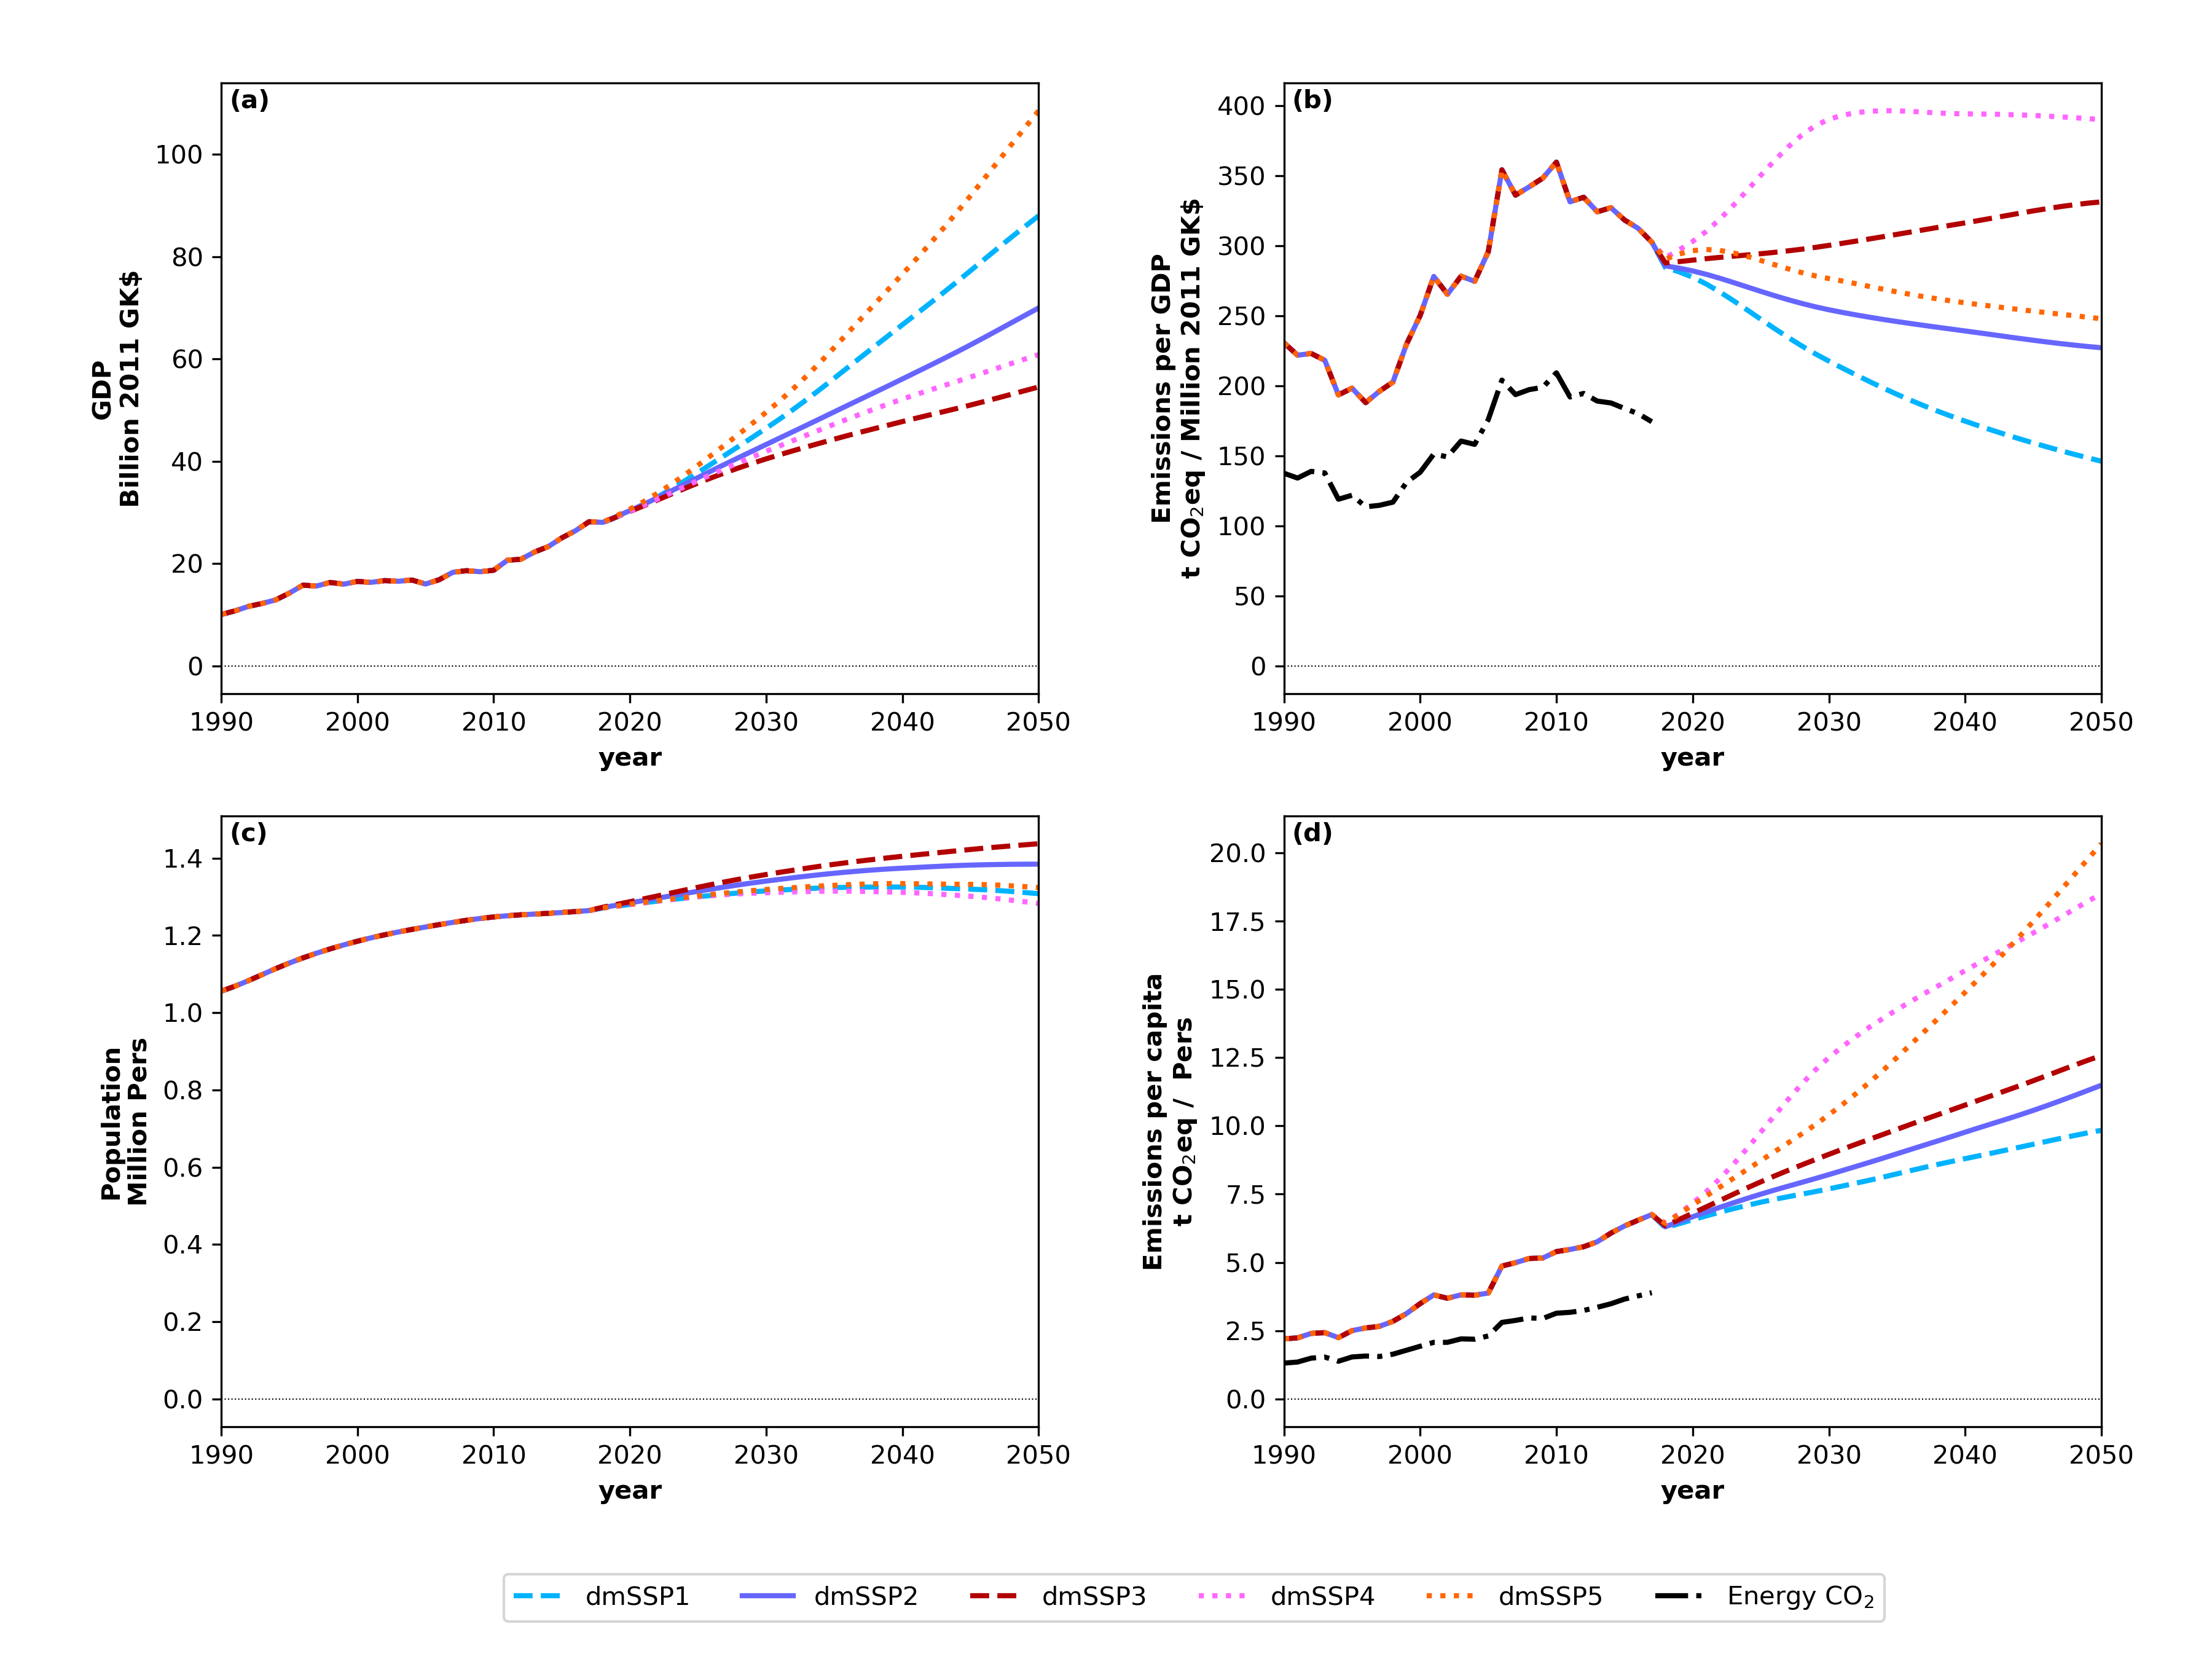 (a)
GDP
Billion 2011 GK$
100
80
60
40
20
0
1990 2000 2010 2020 2030 2040 2050
year
(b)
Emissions per GDP
t CO₂eq / Million 2011 GK$
400
350
300
250
200
150
100
50
0
1990 2000 2010 2020 2030 2040 2050
year
(c)
Population
Million Pers
1.4
1.2
1.0
0.8
0.6
0.4
0.2
0.0
1990 2000 2010 2020 2030 2040 2050
year
(d)
Emissions per capita
t CO₂eq / Pers
20.0
17.5
15.0
12.5
10.0
7.5
5.0
2.5
0.0
1990 2000 2010 2020 2030 2040 2050
year
dmSSP1 dmSSP2 dmSSP3 dmSSP4 dmSSP5 Energy CO₂